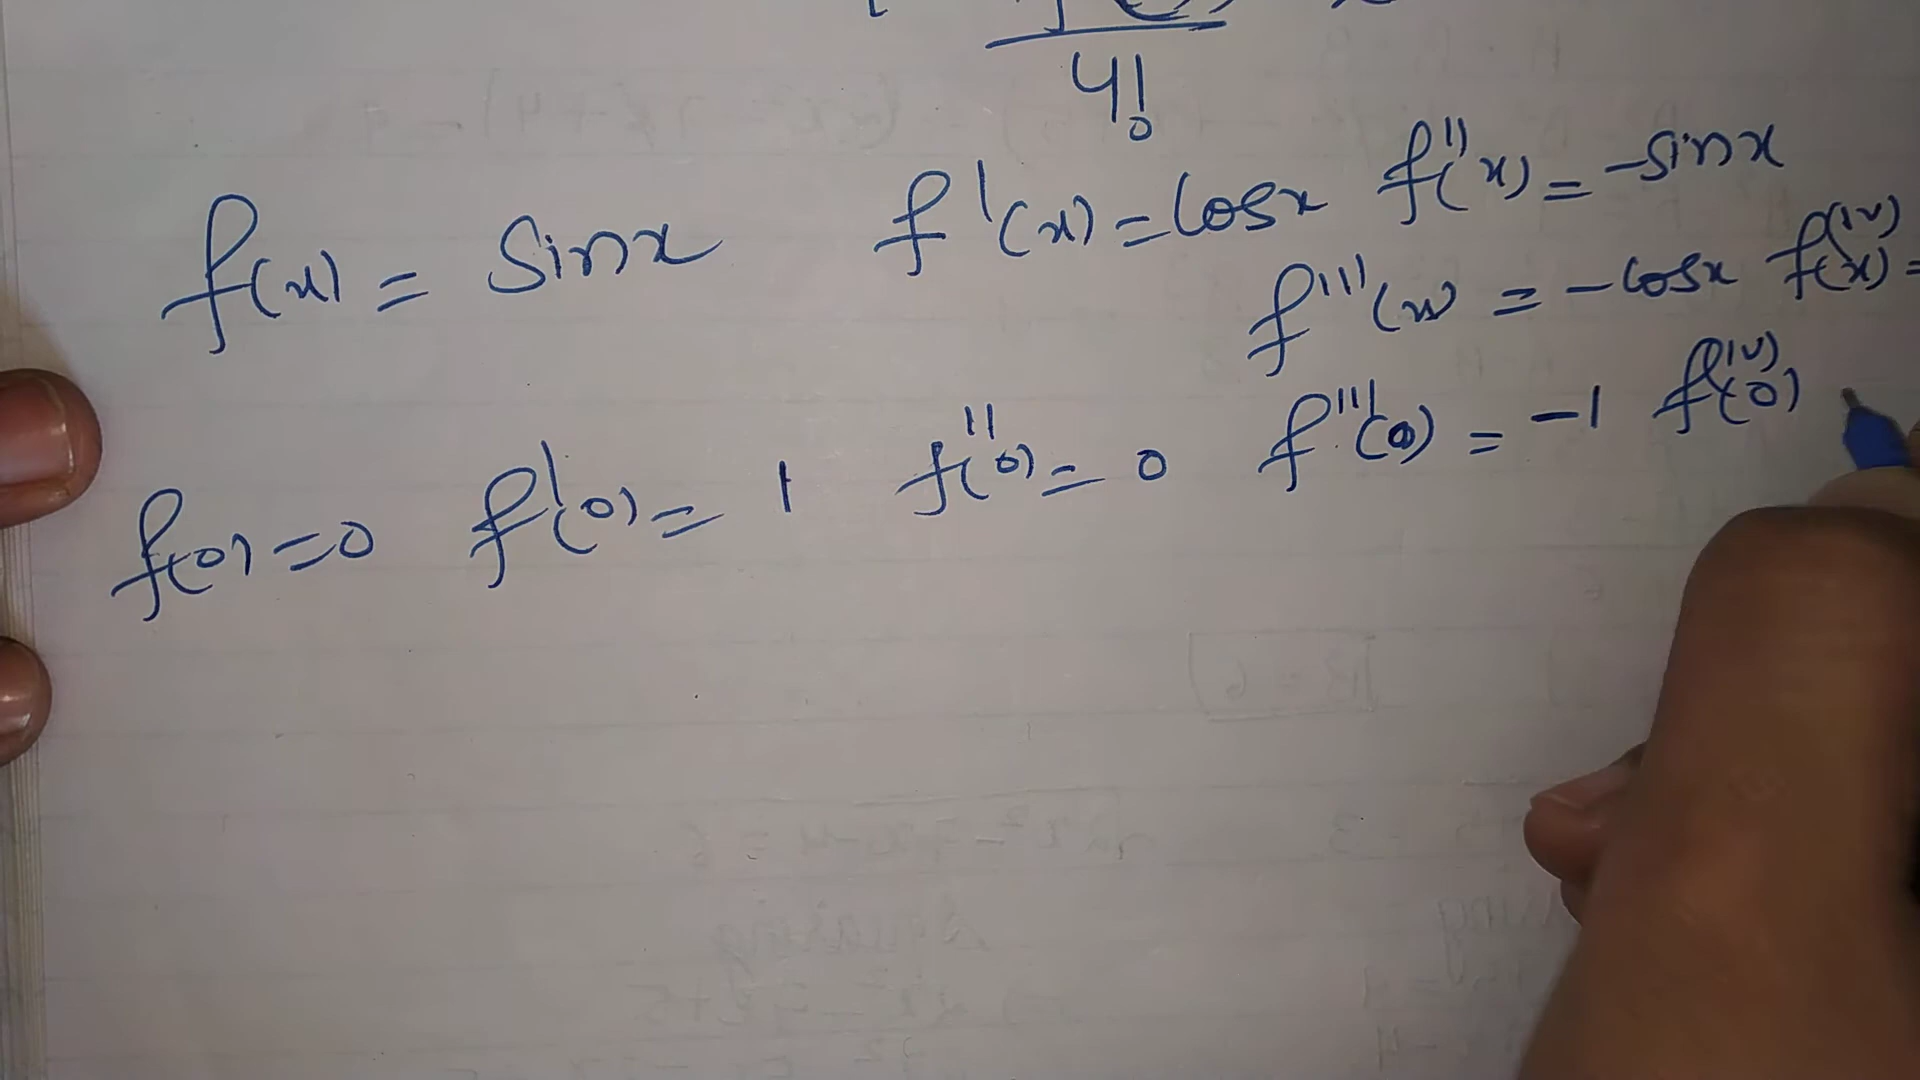 4!
f(x) = sinx f'(x) = cosx f''(x) = -sinx
f'''(x) = -cosx f(iv)(x) =
f(0) = 0 f'(0) = 1 f''(0) = 0 f'''(0) = -1 f(iv)(0)